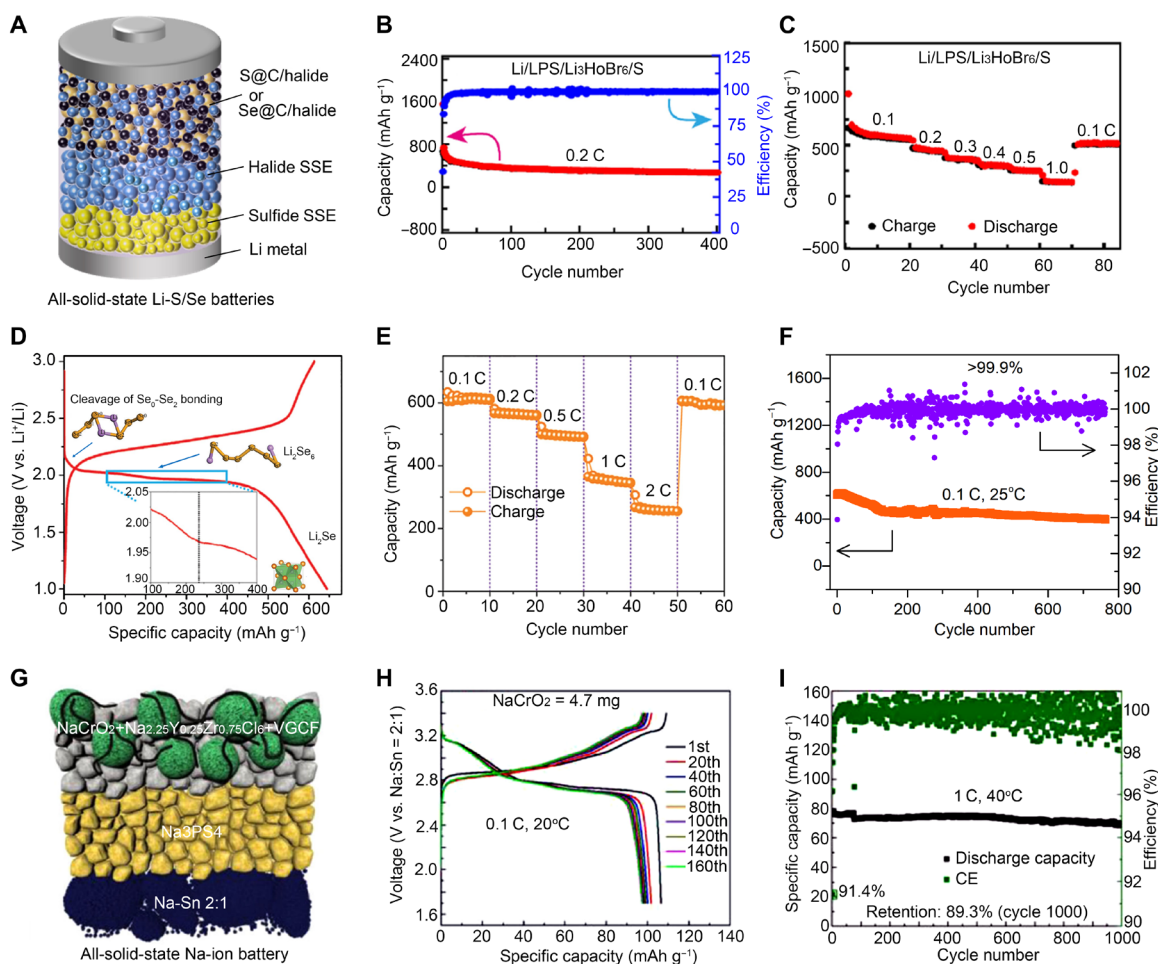 A
S@C/halide
or
Se@C/halide
Halide SSE
Sulfide SSE
Li metal
All-solid-state Li-S/Se batteries
B
Li/LPS/Li₃HoBr₆/S
0.2 C
Capacity (mAh g⁻¹)
2400
1600
800
0
400
−800
0 100 200 300 400
Cycle number
Efficiency (%)
125
100
75
50
25
0
C
Li/LPS/Li₃HoBr₆/S
0.1
0.2
0.3
0.4
0.5
1.0
0.1 C
Charge
Discharge
Capacity (mAh g⁻¹)
1500
1000
500
0
−500
0 20 40 60 80
Cycle number
D
Cleavage of Se₀-Se₂ bonding
Li₂Se₆
Li₂Se
Voltage (V vs. Li⁺/Li)
3.0
2.5
2.0
1.5
1.0
2.05
2.00
1.95
1.90
100 200 300 400
0 100 200 300 400 500 600
Specific capacity (mAh g⁻¹)
E
0.1 C
0.2 C
0.5 C
1 C
2 C
0.1 C
Discharge
Charge
Capacity (mAh g⁻¹)
600
400
200
0
0 10 20 30 40 50 60
Cycle number
F
>99.9%
0.1 C, 25°C
Capacity (mAh g⁻¹)
1600
1200
800
400
0
0 200 400 600 800
Cycle number
Efficiency (%)
102
100
98
96
94
92
90
G
NaCrO₂+Na₂.₂₅Y₀.₂₅Zr₀.₇₅Cl₆+VGCF
Na3PS4
Na-Sn 2:1
All-solid-state Na-ion battery
H
NaCrO₂ = 4.7 mg
1st
20th
40th
60th
80th
100th
120th
140th
160th
0.1 C, 20°C
Voltage (V vs. Na:Sn = 2:1)
3.6
3.2
2.8
2.4
2.0
1.6
0 20 40 60 80 100 120 140
Specific capacity (mAh g⁻¹)
I
1 C, 40°C
Discharge capacity
CE
91.4%
Retention: 89.3% (cycle 1000)
Specific capacity (mAh g⁻¹)
160
140
120
100
80
60
40
20
0
0 200 400 600 800 1000
Cycle number
Efficiency (%)
100
98
96
94
92
90